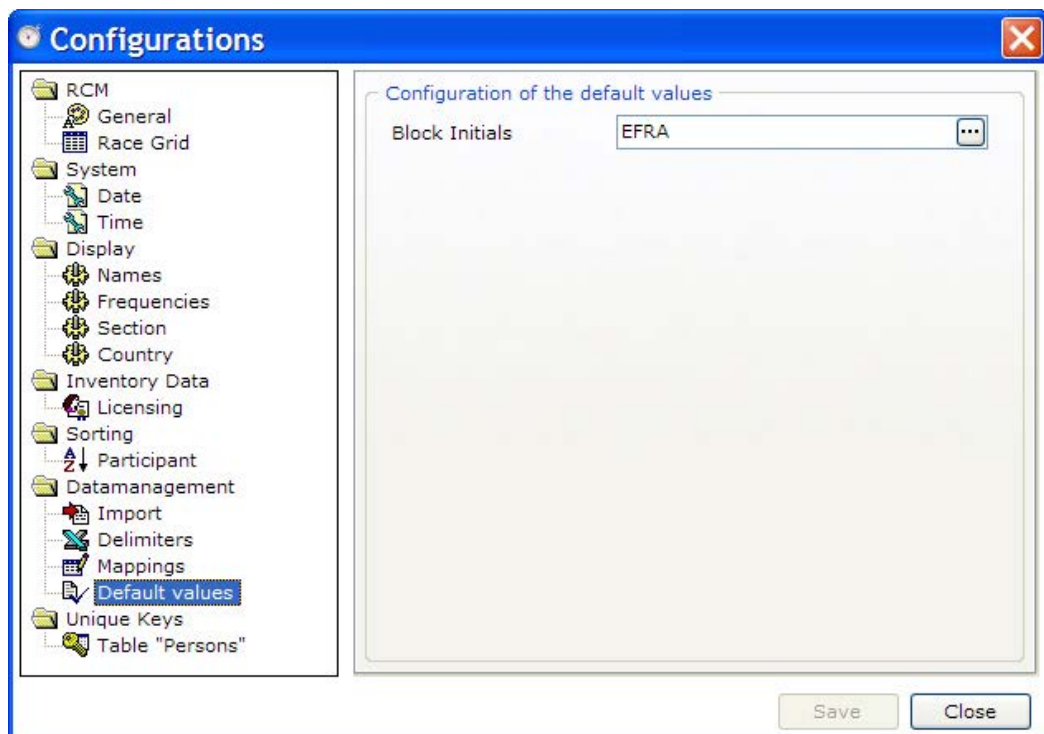 Configurations
RCM
General
Race Grid
System
Date
Time
Display
Names
Frequencies
Section
Country
Inventory Data
Licensing
Sorting
Participant
Datamanagement
Import
Delimiters
Mappings
Default values
Unique Keys
Table "Persons"
Configuration of the default values
Block Initials EFRA ...
Save Close